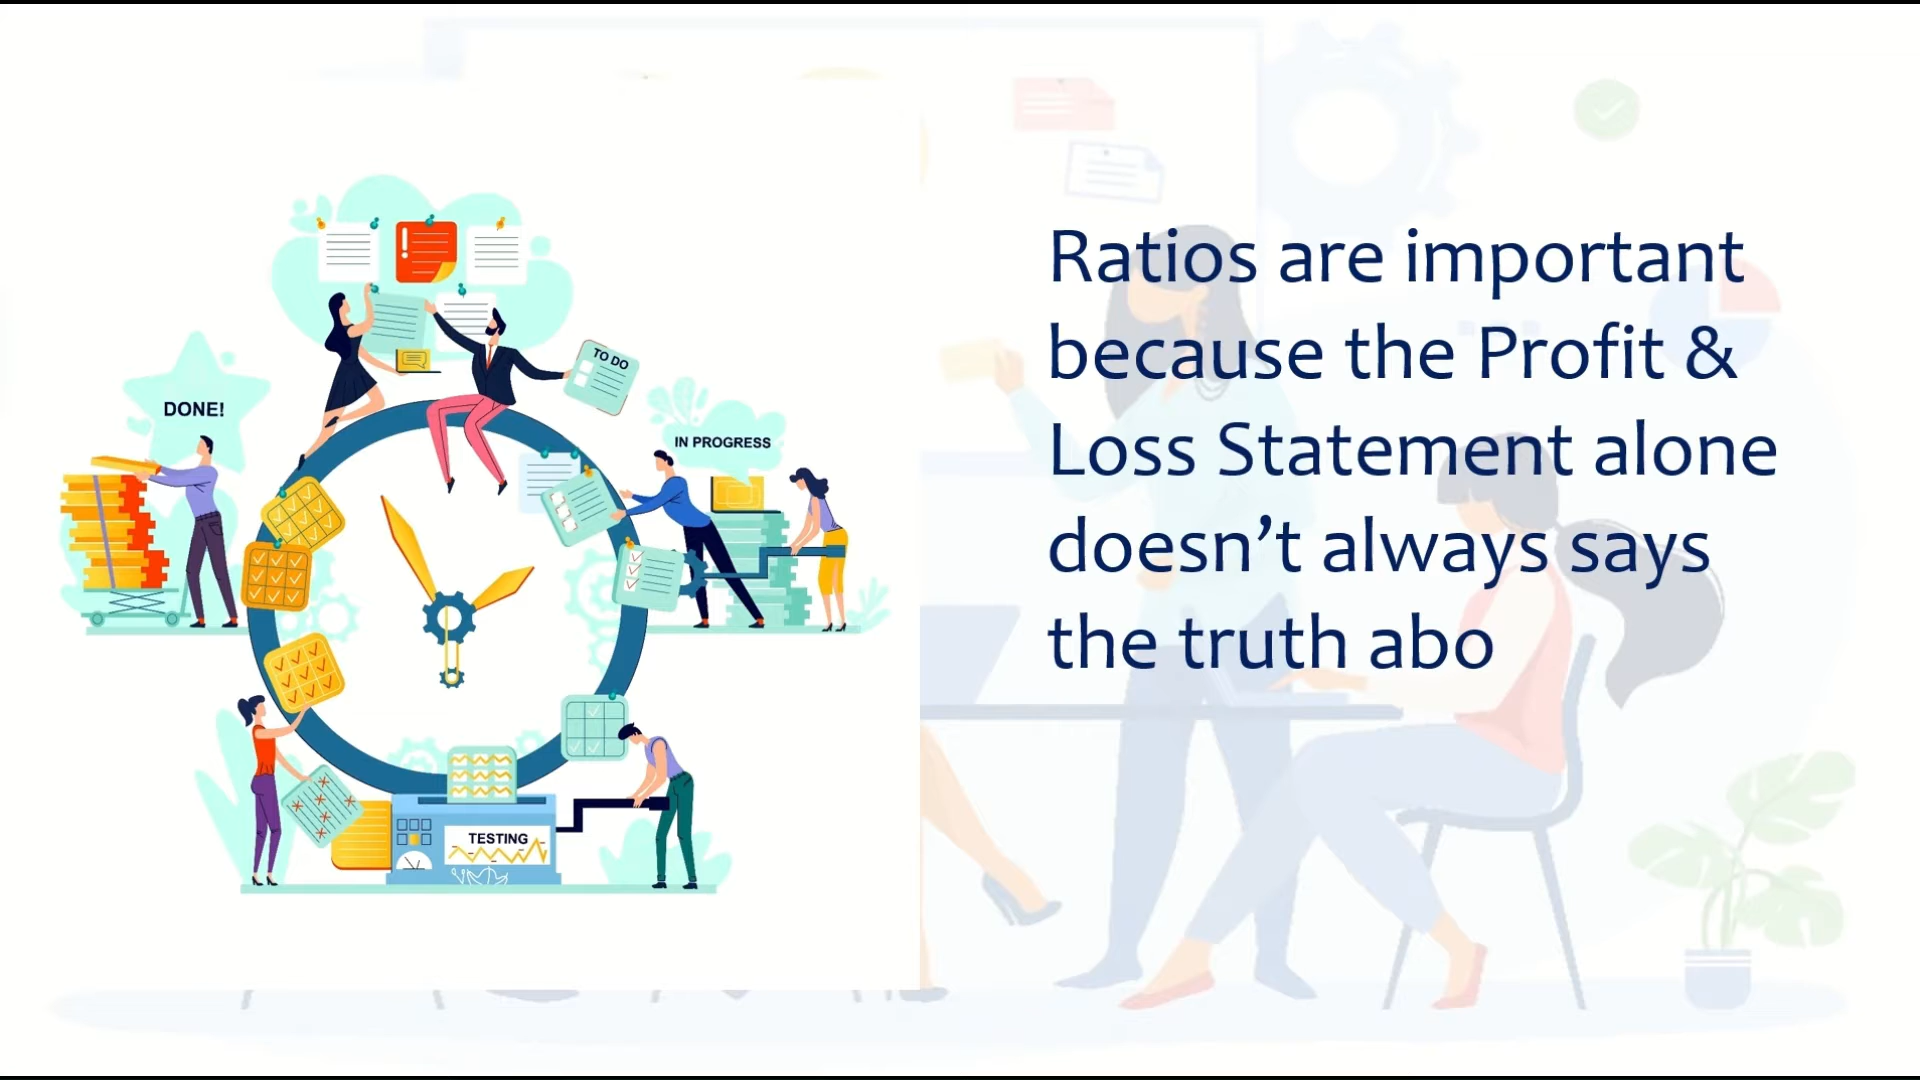 TO DO
DONE!
IN PROGRESS
TESTING
Ratios are important
because the Profit &
Loss Statement alone
doesn’t always says
the truth abo